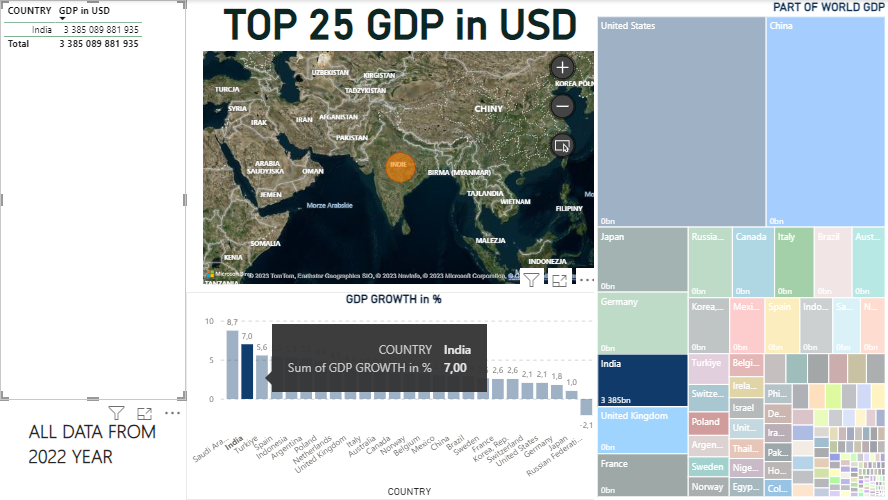 COUNTRY GDP in USD
India 3 385 089 881 935
Total 3 385 089 881 935
ALL DATA FROM
2022 YEAR
TOP 25 GDP in USD
UZBEKISTAN
KIRGISTAN
KOREA PÓŁN
TURCJA
TADŻYKISTAN
CHINY
SYRIA
IRAK
IRAN
AFGANISTAN
PAKISTAN
ARABIA
SAUDYJSKA
OMAN
INDIE
BIRMA (MYANMAR)
JEMEN
TAJLANDIA
WIETNAM
Morze Arabskie
FILIPINY
SOMALIA
MALEZJA
KENIA
INDONEZJA
TANZANIA
Microsoft Bing
© 2023 TomTom, Earthstar Geographics SIO, © 2023 NavInfo, © 2023 Microsoft Corporation, ©
GDP GROWTH in %
10
5
0
8,7
7,0
5,6
2,6
2,6
2,1
2,1
1,8
1,0
-2,1
COUNTRY India
Sum of GDP GROWTH in % 7,00
Saudi Ara...
India
Türkiye
Spain
Indonesia
Argentina
Poland
Netherlands
United Kingdom
Italy
Australia
Canada
Norway
Belgium
Mexico
China
Brazil
Sweden
France
Korea, Rep.
Switzerland
United States
Germany
Japan
Russian Federati...
COUNTRY
PART OF WORLD GDP
United States
0bn
China
0bn
Japan
0bn
Germany
0bn
India
3 385bn
United Kingdom
0bn
France
0bn
Russia...
0bn
Canada
0bn
Italy
0bn
Brazil
0bn
Aust...
0bn
Korea,...
0bn
Mexi...
0bn
Spain
0bn
Indo...
0bn
Sa...
0bn
N...
0bn
Türkiye
Switze...
Poland
Argen...
Sweden
Norway
Belgi...
Irela...
Israel
Unit...
Thail...
Nige...
Egyp...
Phi...
De...
Ira...
Pak...
Ho...
Col...